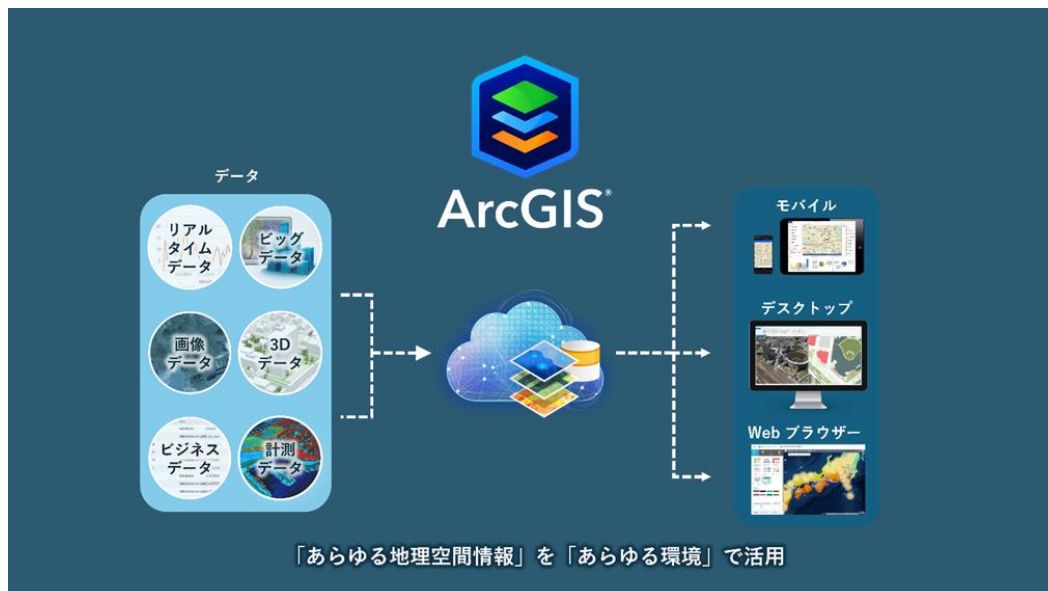 ArcGIS®
データ
リアル
タイム
データ
ビッグ
データ
画像
データ
3D
データ
ビジネス
データ
計測
データ
モバイル
デスクトップ
Web ブラウザー
「あらゆる地理空間情報」を「あらゆる環境」で活用